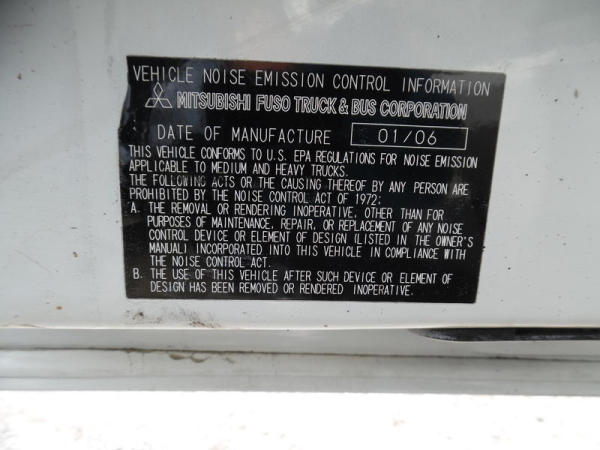 VEHICLE NOISE EMISSION CONTROL INFORMATION
MITSUBISHI FUSO TRUCK & BUS CORPORATION
DATE OF MANUFACTURE 01/06
THIS VEHICLE CONFORMS TO U.S. EPA REGULATIONS FOR NOISE EMISSION
APPLICABLE TO MEDIUM AND HEAVY TRUCKS.
THE FOLLOWING ACTS OR THE CAUSING THEREOF BY ANY PERSON ARE
PROHIBITED BY THE NOISE CONTROL ACT OF 1972;
A. THE REMOVAL OR RENDERING INOPERATIVE, OTHER THAN FOR
PURPOSES OF MAINTENANCE, REPAIR, OR REPLACEMENT OF ANY NOISE
CONTROL DEVICE OR ELEMENT OF DESIGN (LISTED IN THE OWNER'S
MANUAL) INCORPORATED INTO THIS VEHICLE IN COMPLIANCE WITH
THE NOISE CONTROL ACT.
B. THE USE OF THIS VEHICLE AFTER SUCH DEVICE OR ELEMENT OF
DESIGN HAS BEEN REMOVED OR RENDERED INOPERATIVE.